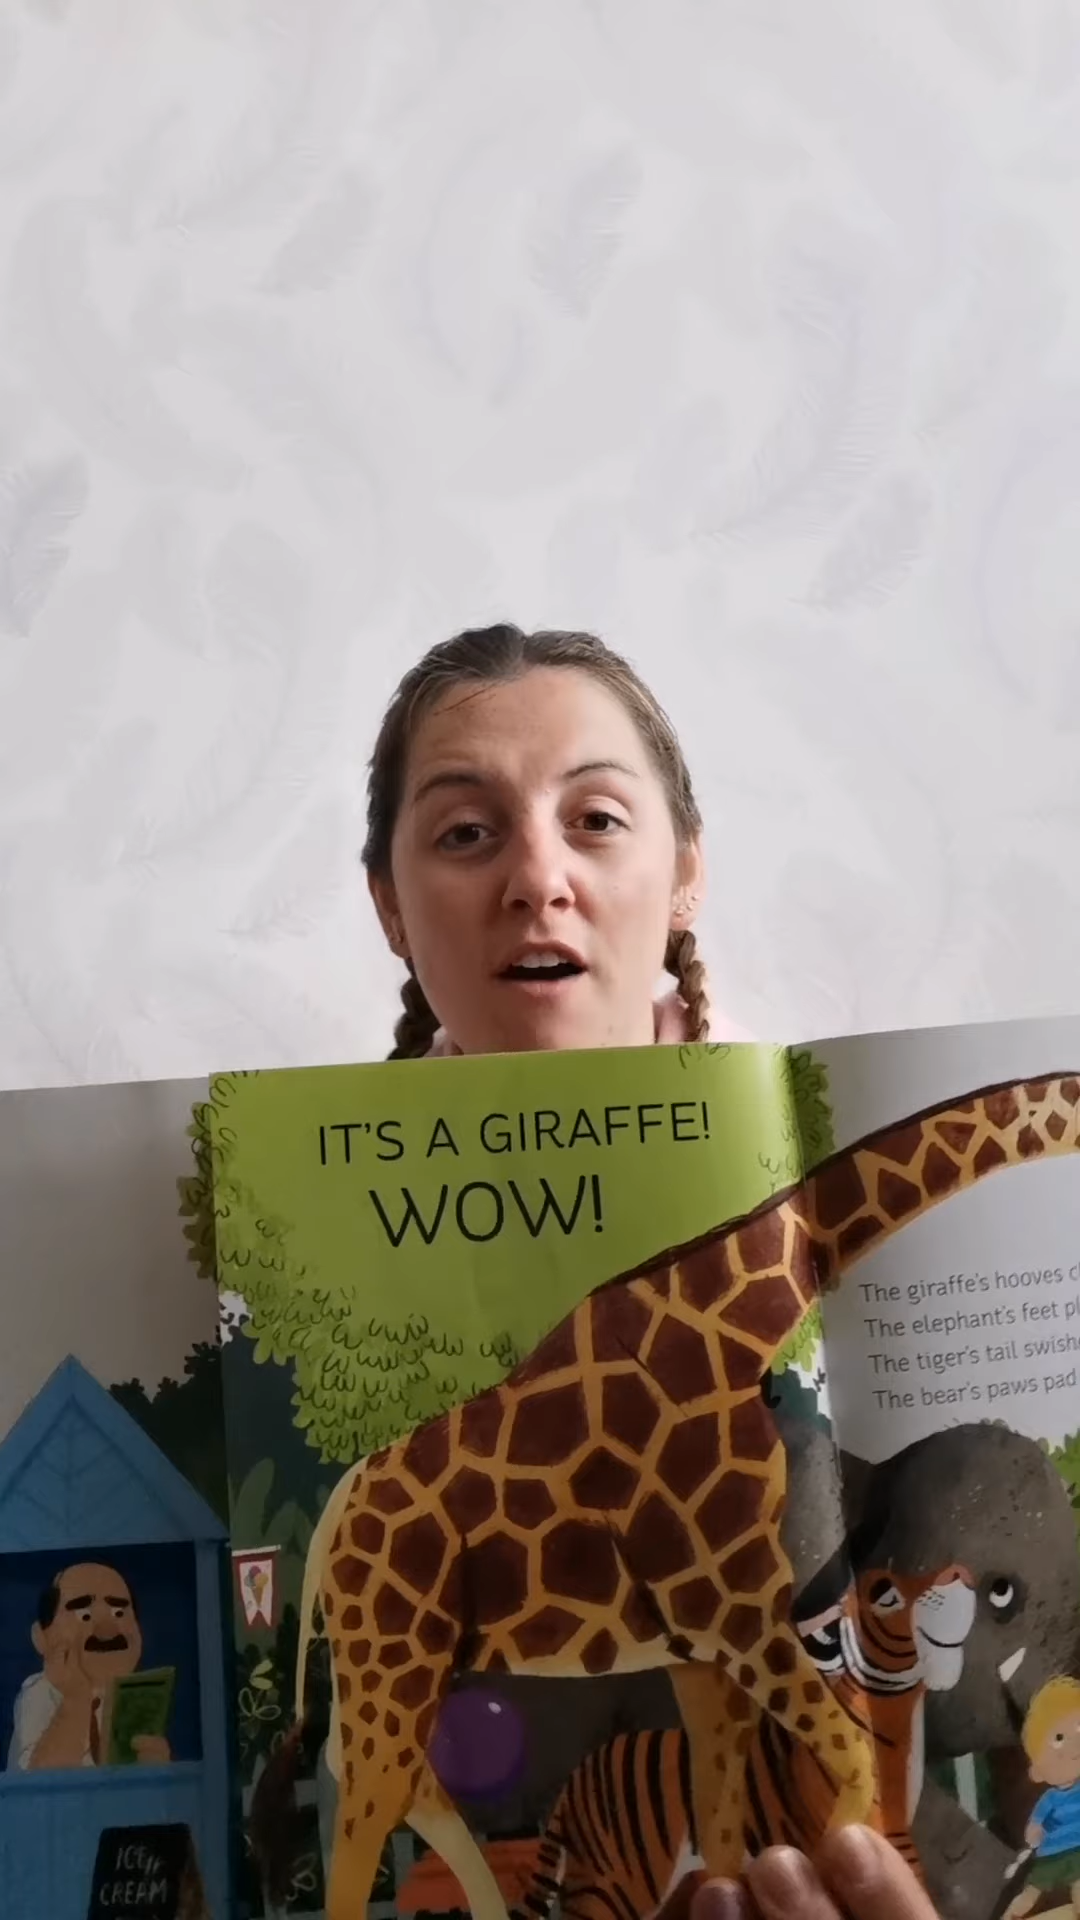 IT'S A GIRAFFE!
WOW!
The giraffe's hooves
The elephant's feet
The tiger's tail
The bear's paws pad
ICE
CREAM